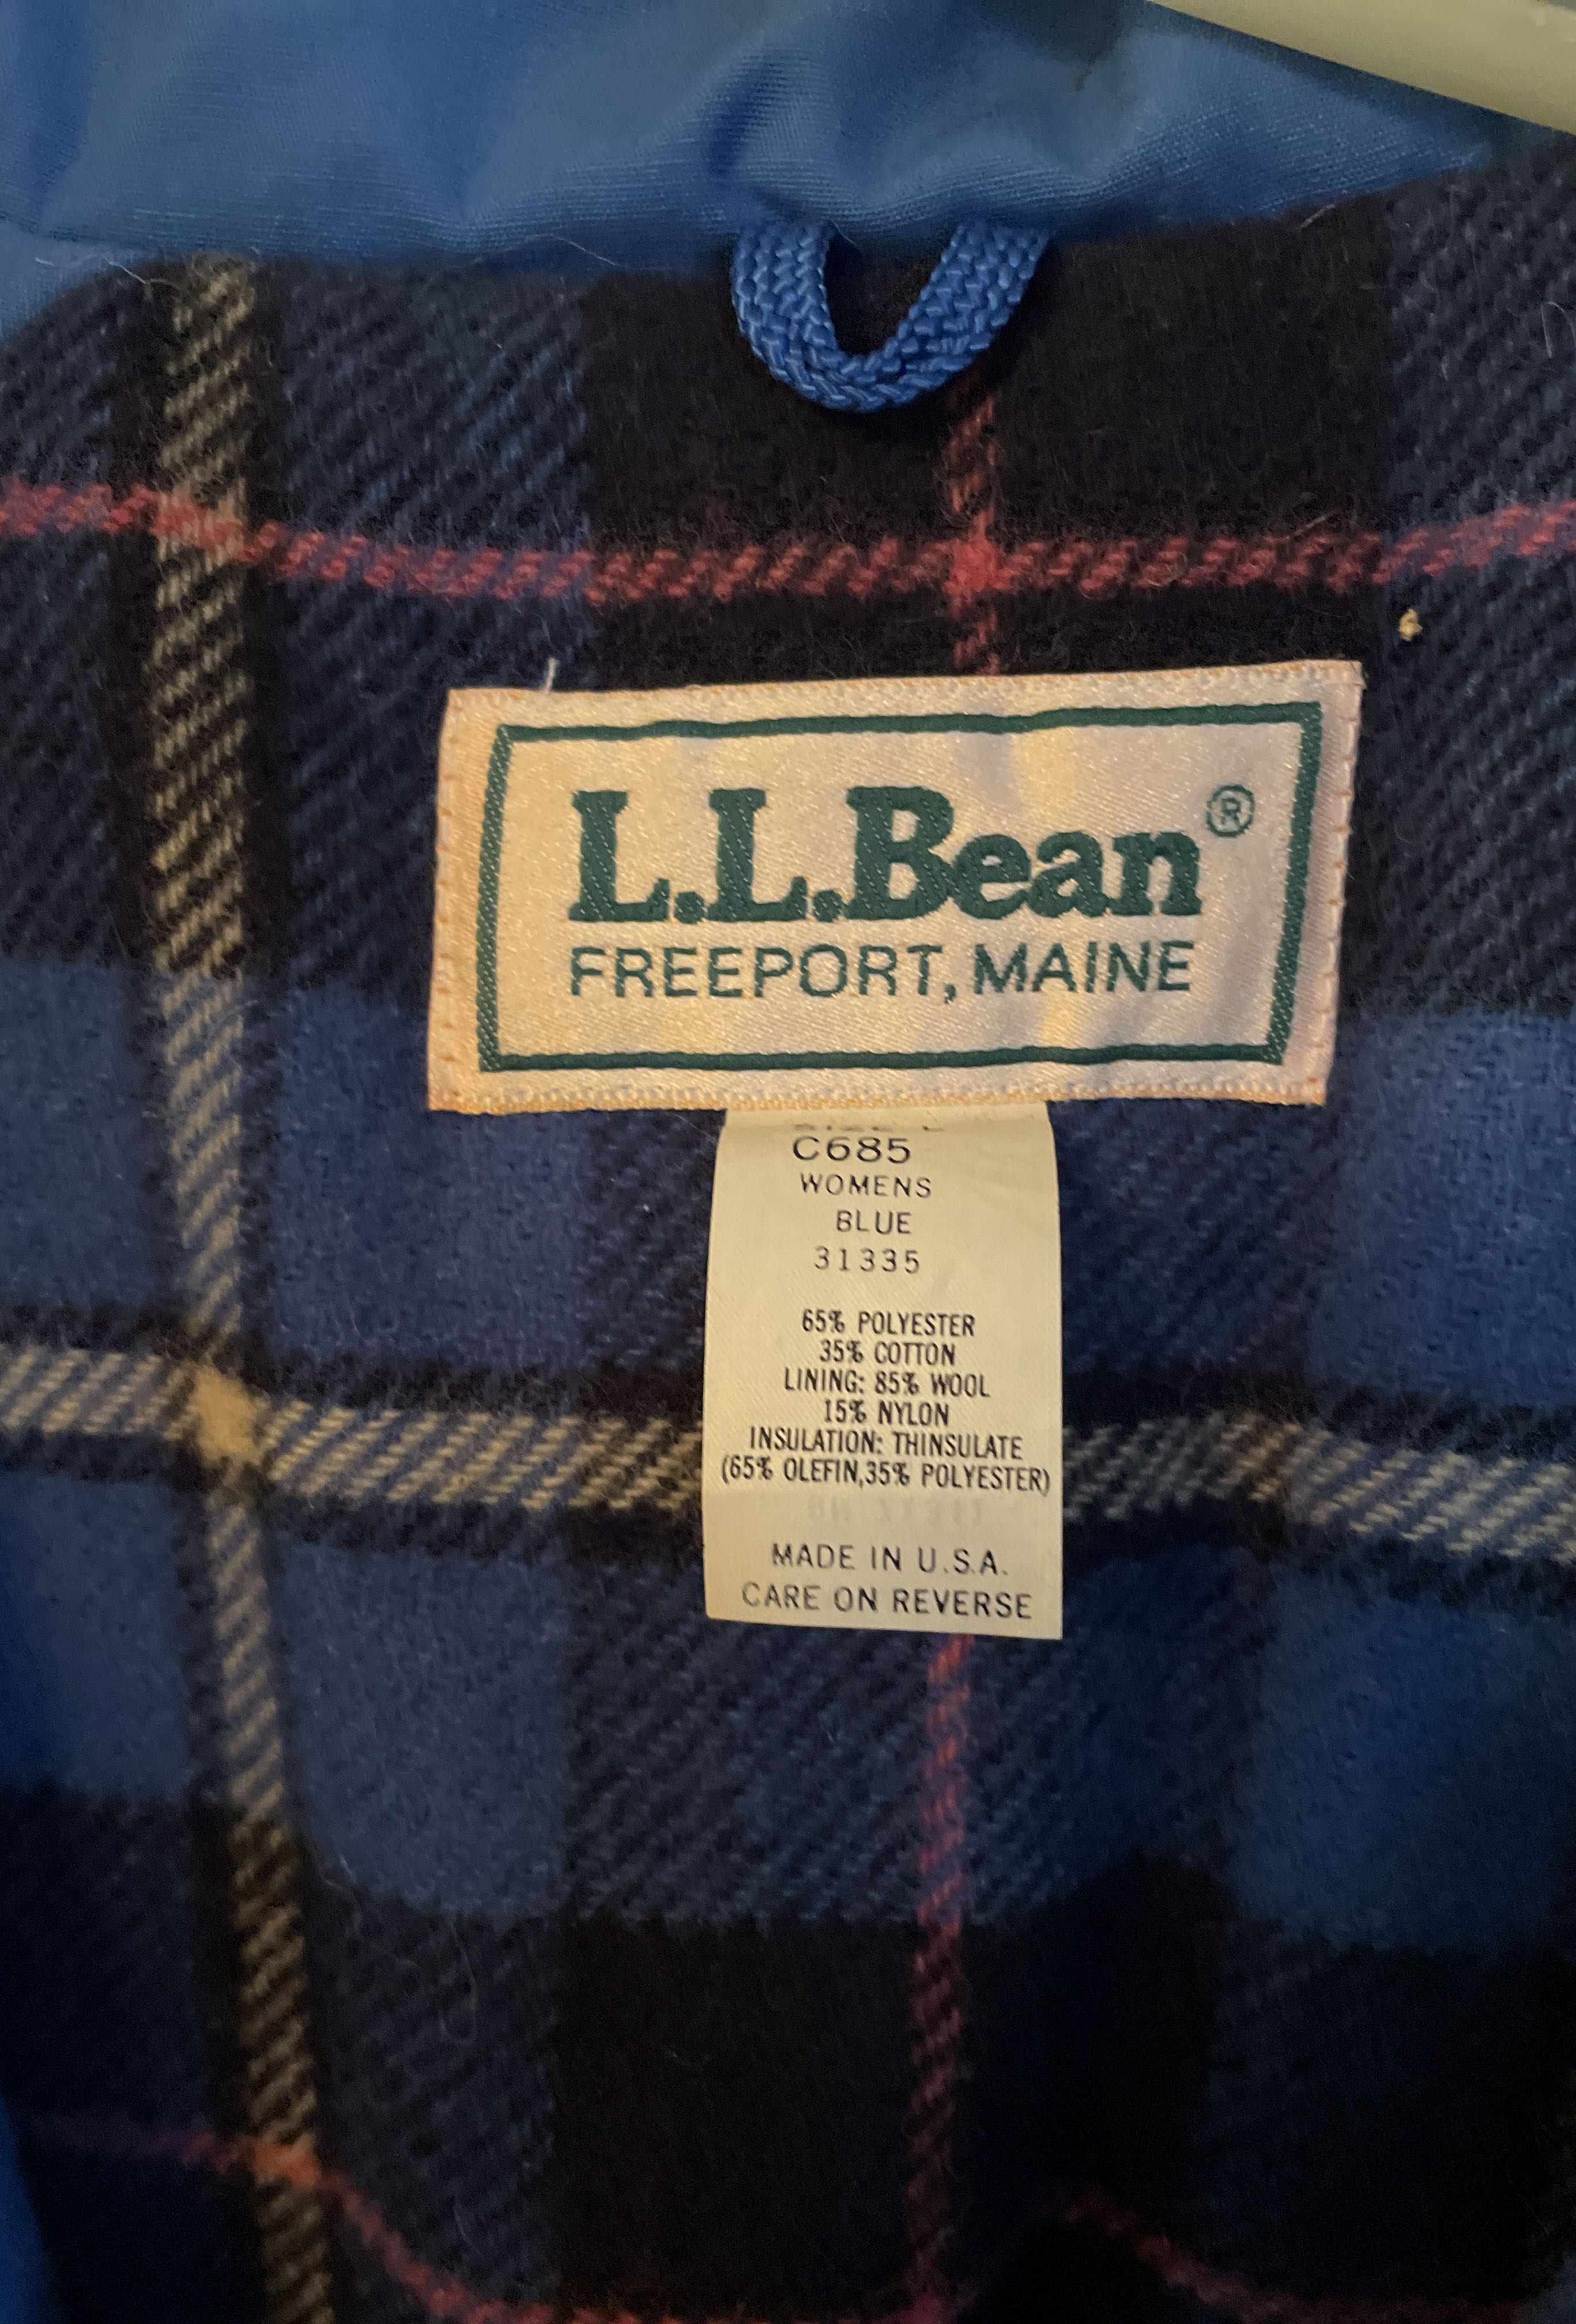 L.L.Bean®
FREEPORT, MAINE
C685
WOMENS
BLUE
31335
65% POLYESTER
35% COTTON
LINING: 85% WOOL
15% NYLON
INSULATION: THINSULATE
(65% OLEFIN,35% POLYESTER)
MADE IN U.S.A.
CARE ON REVERSE